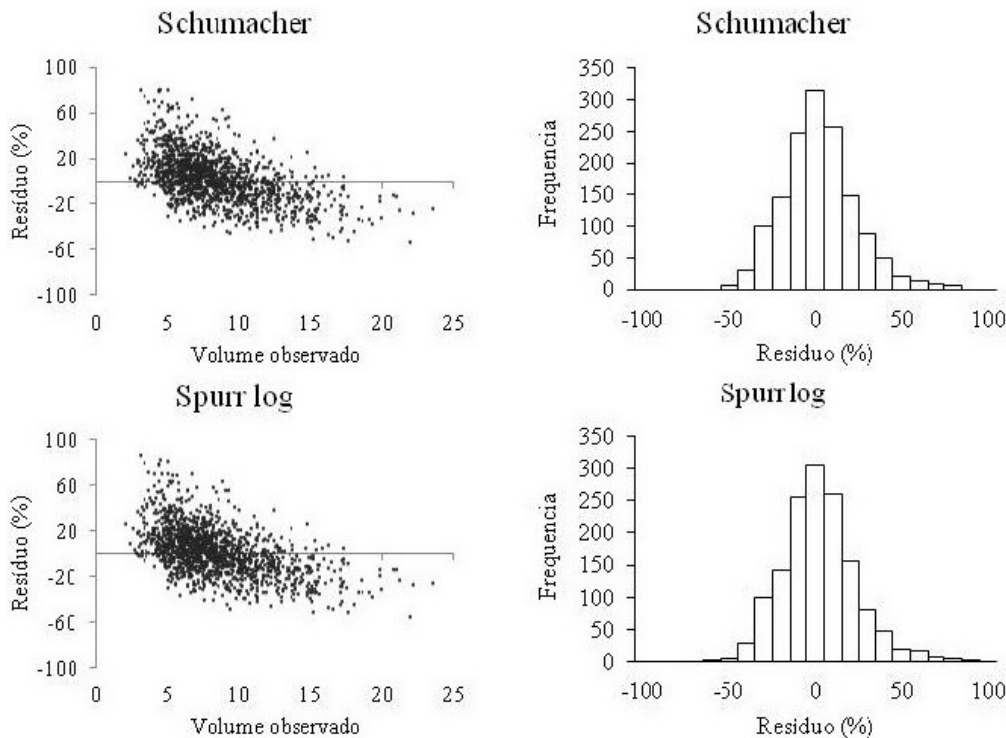 Schumacher
100
60
20
-20
-60
-100
Resíduo (%)
0 5 10 15 20 25
Volume observado
Schumacher
350
300
250
200
150
100
50
0
Frequencia
-100 -50 0 50 100
Residuo (%)
Spurr log
100
60
20
-20
-60
-100
Resíduo (%)
0 5 10 15 20 25
Volume observado
Spurr log
350
300
250
200
150
100
50
0
Frequencia
-100 -50 0 50 100
Residuo (%)